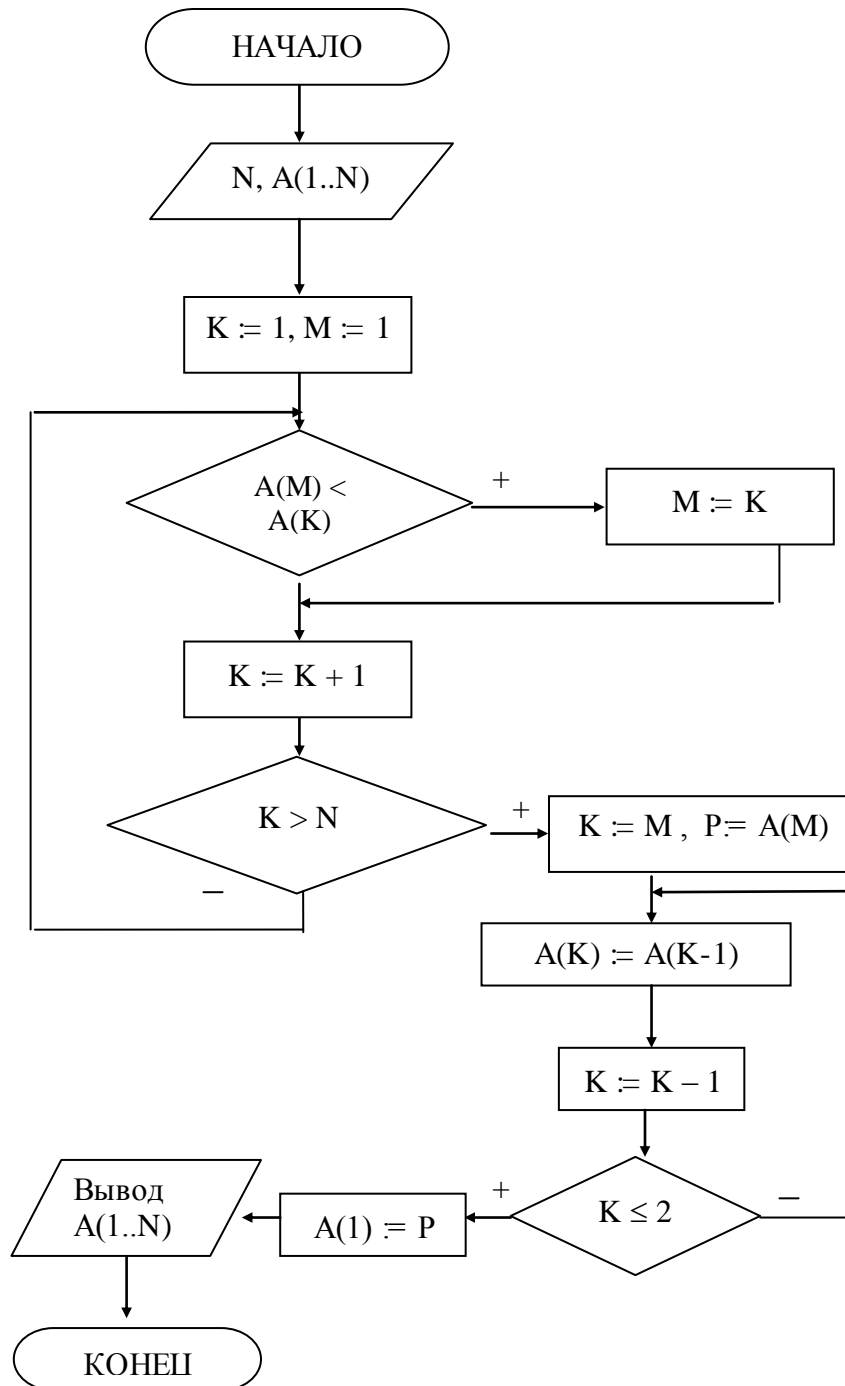 НАЧАЛО
N, A(1..N)
K := 1, M := 1
A(M) <
A(K)
+
M := K
K := K + 1
K > N
+
–
K := M , P:= A(M)
A(K) := A(K-1)
K := K – 1
K ≤ 2
+
–
A(1) := P
Вывод
A(1..N)
КОНЕЦ